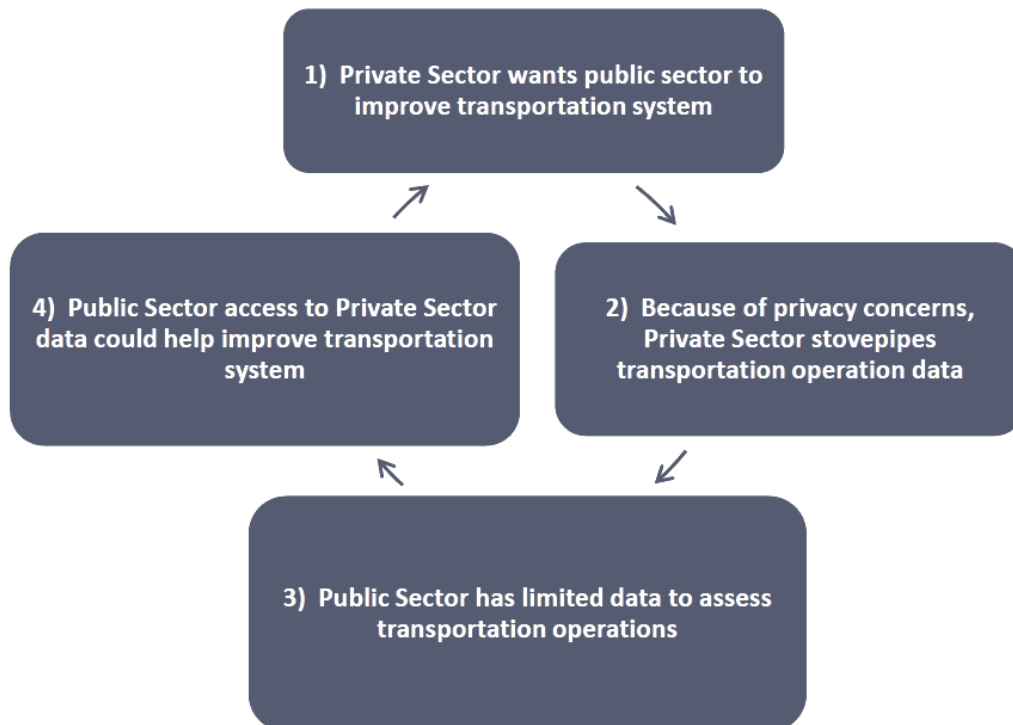 1) Private Sector wants public sector to
improve transportation system
2) Because of privacy concerns,
Private Sector stovepipes
transportation operation data
3) Public Sector has limited data to assess
transportation operations
4) Public Sector access to Private Sector
data could help improve transportation
system